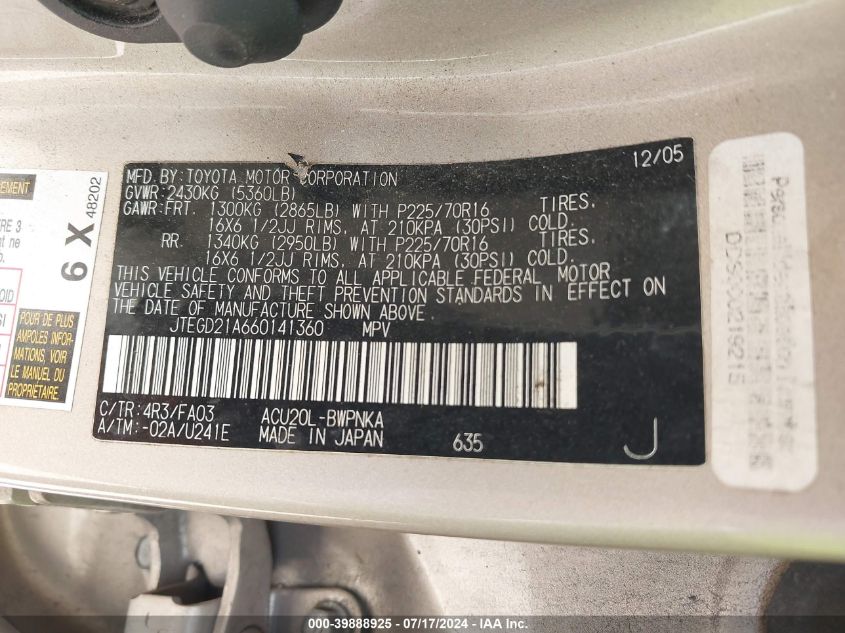 12/05
MFD. BY: TOYOTA MOTOR CORPORATION
GVWR: 2430KG (5360LB)
GAWR: FRT. 1300KG (2865LB) WITH P225/70R16 TIRES.
16X6 1/2JJ RIMS, AT 210KPA (30PSI) COLD.
RR. 1340KG (2950LB) WITH P225/70R16 TIRES.
16X6 1/2JJ RIMS, AT 210KPA (30PSI) COLD.
THIS VEHICLE CONFORMS TO ALL APPLICABLE FEDERAL MOTOR
VEHICLE SAFETY AND THEFT PREVENTION STANDARDS IN EFFECT ON
THE DATE OF MANUFACTURE SHOWN ABOVE.
JTEGD21A660141360 MPV
C/TR: 4R3/FA03 ACU20L-BWPNKA
A/TM: -02A/U241E MADE IN JAPAN 635 J
6 X
48202
POUR DE PLUS
AMPLES INFOR-
MATIONS, VOIR
LE MANUEL DU
PROPRIÉTAIRE.
000-39888925 / 07/17/2024 / IAAI.COM